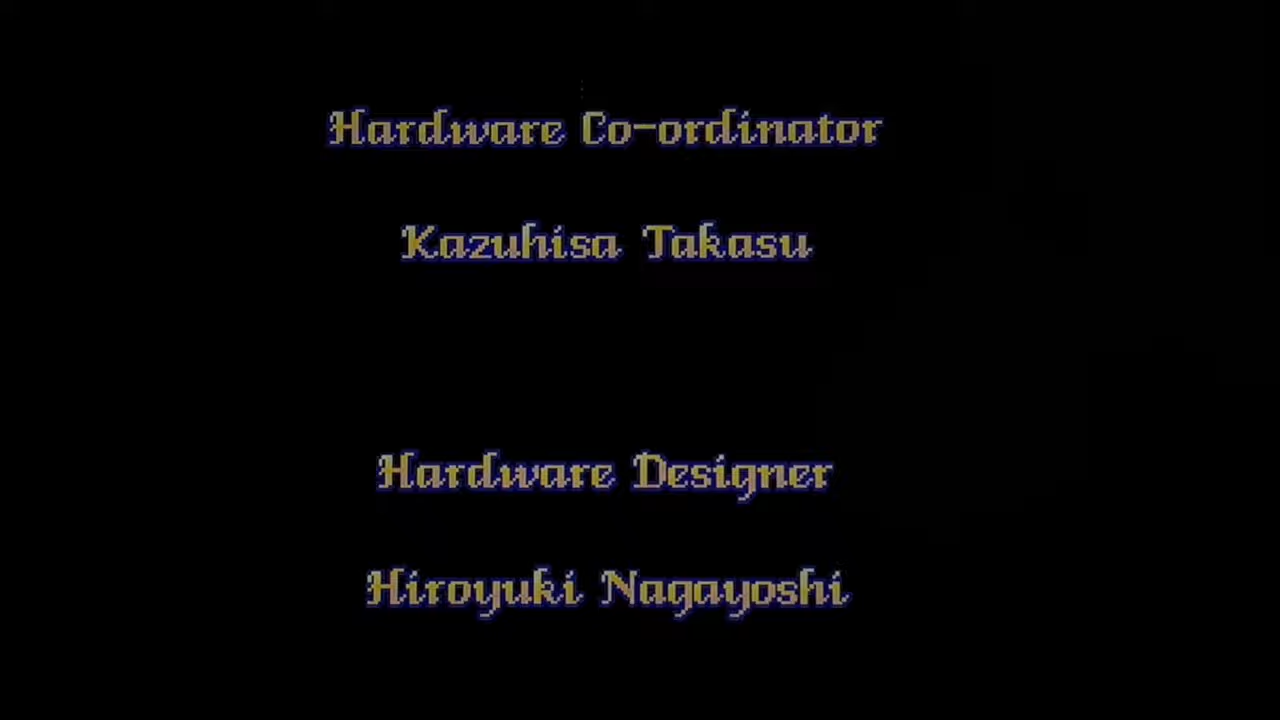 Hardware Co-ordinator
Kazuhisa Takasu
Hardware Designer
Hiroyuki Nagayoshi